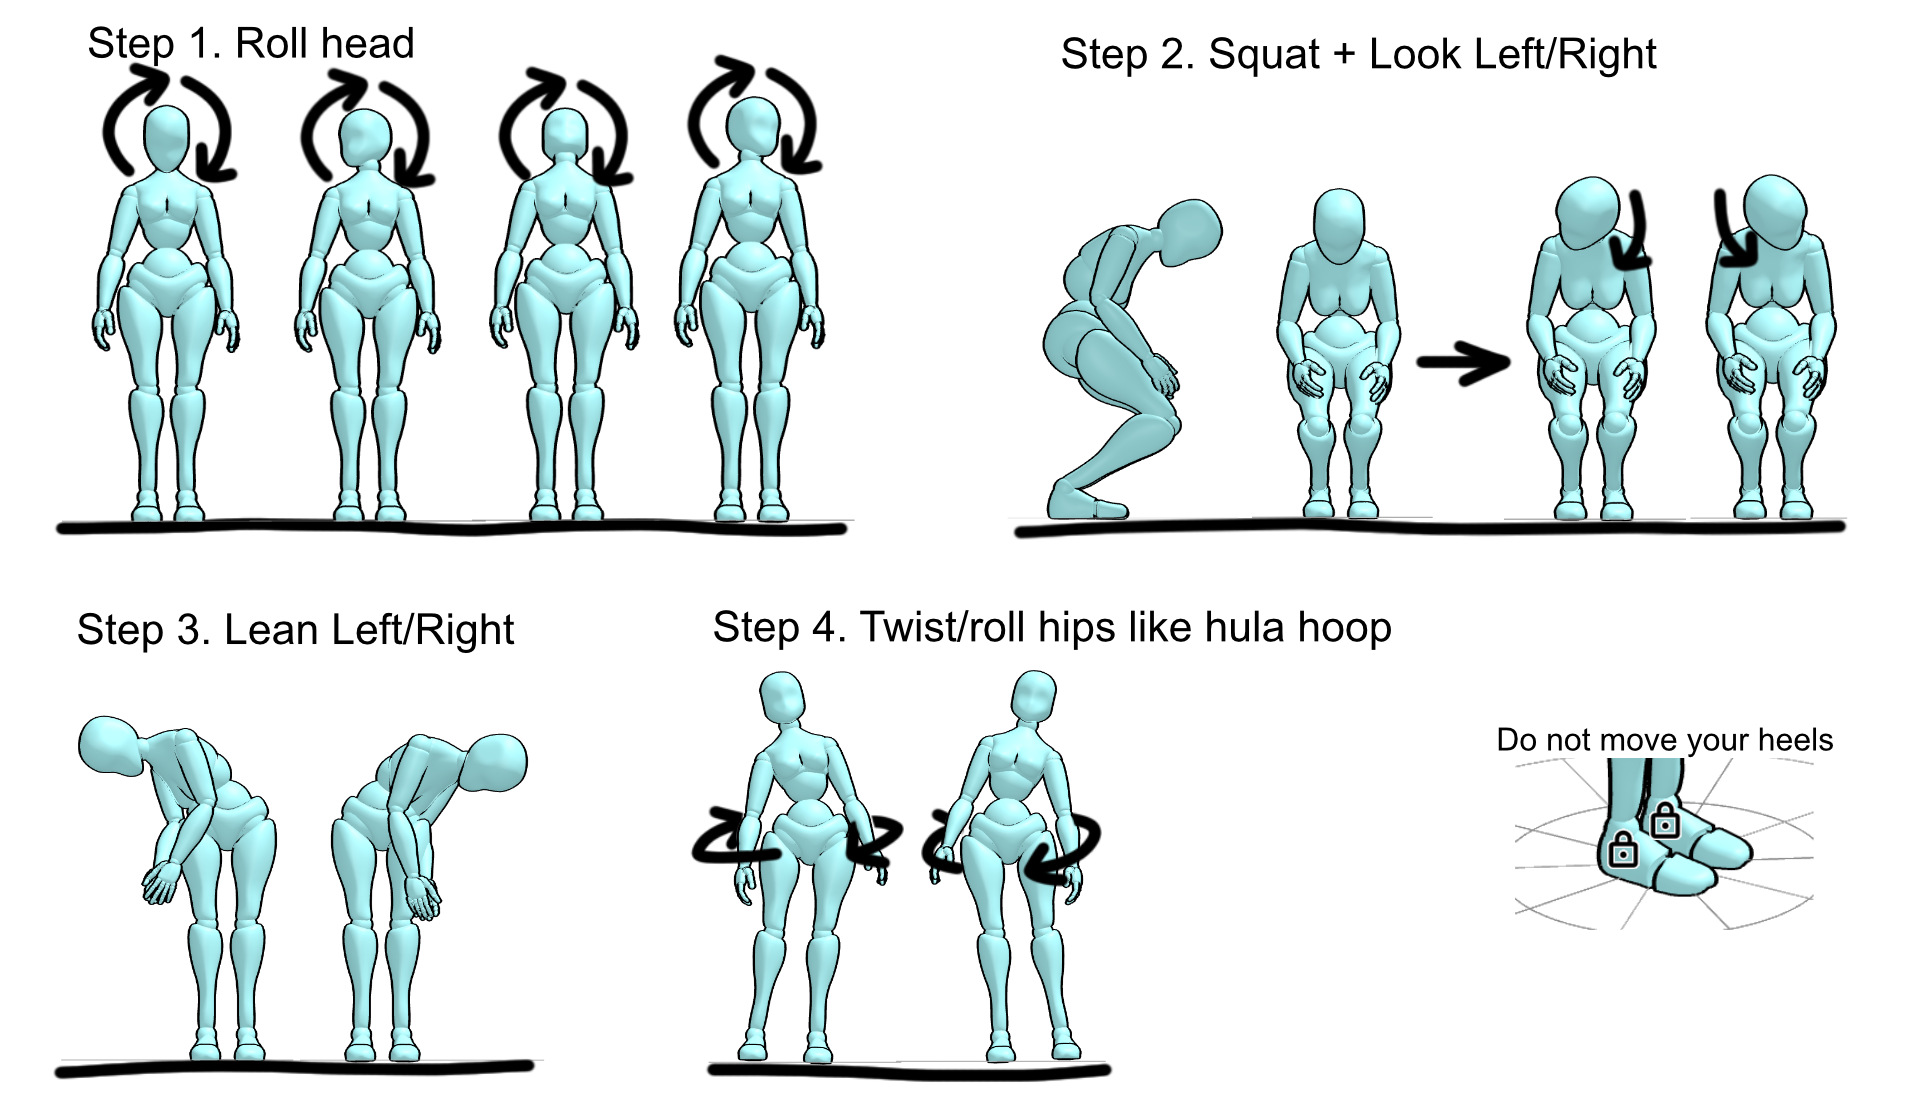 Step 1. Roll head
Step 2. Squat + Look Left/Right
Step 3. Lean Left/Right
Step 4. Twist/roll hips like hula hoop
Do not move your heels